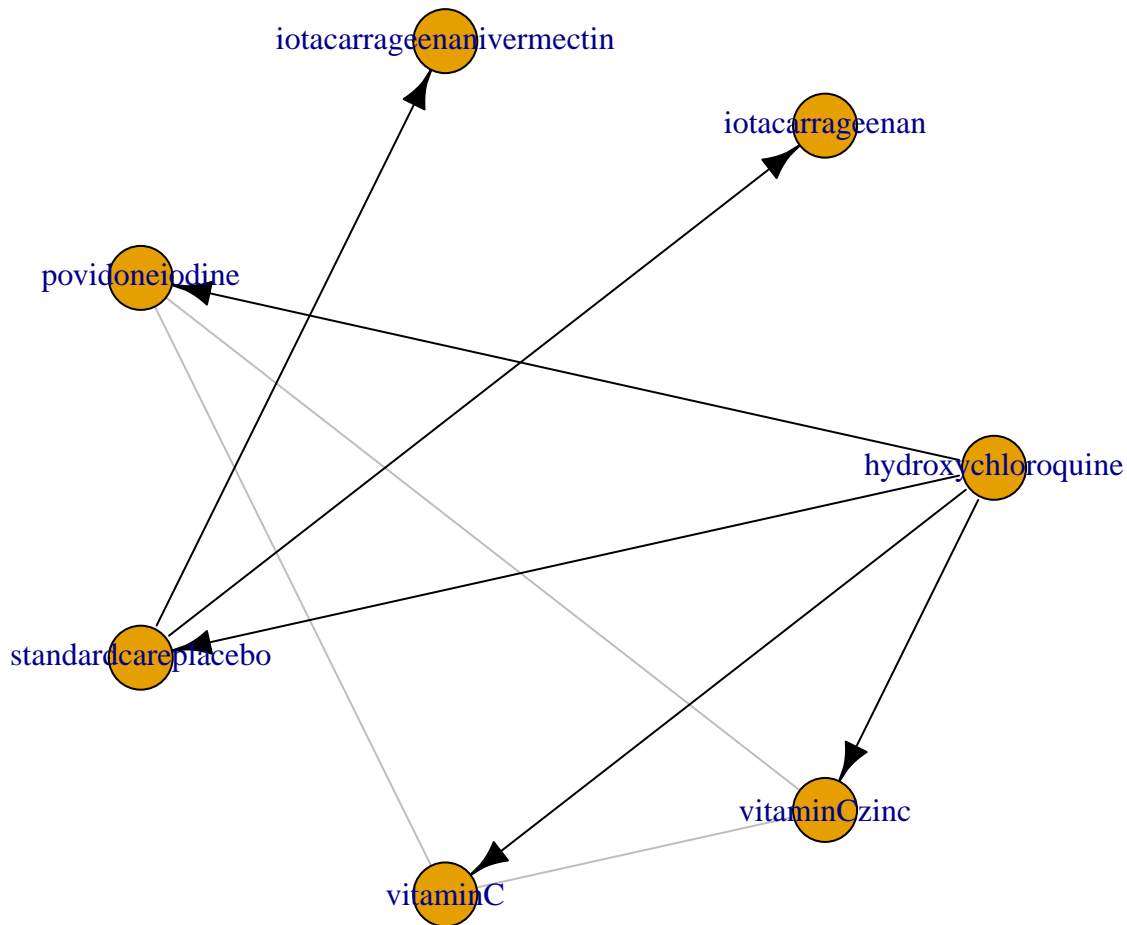 iotacarrageenanivermectin
iotacarrageenan
povidoneiodine
hydroxychloroquine
standardcareplacebo
vitaminCzinc
vitaminC